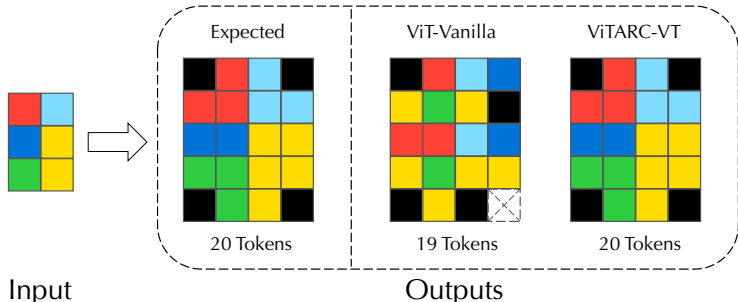 Expected
ViT-Vanilla
ViTARC-VT
20 Tokens
19 Tokens
20 Tokens
Input
Outputs